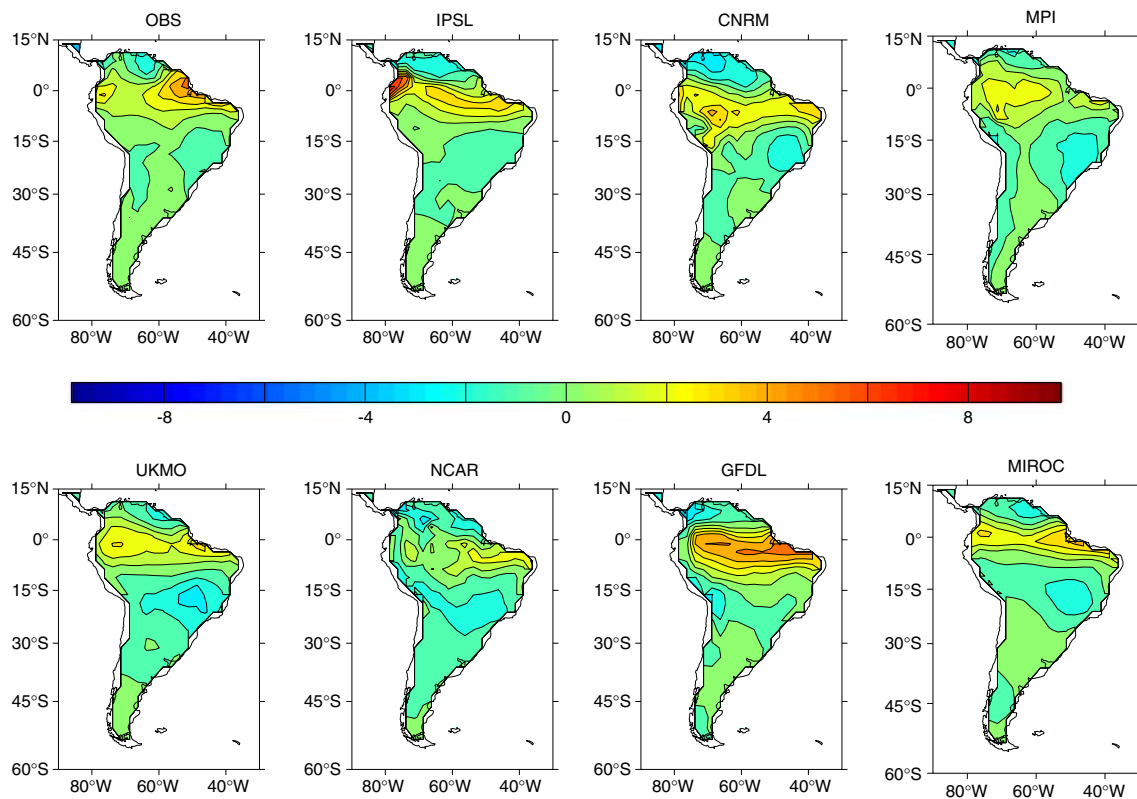 OBS IPSL CNRM MPI
15°N 15°N 15°N 15°N
0° 0° 0° 0°
15°S 15°S 15°S 15°S
30°S 30°S 30°S 30°S
45°S 45°S 45°S 45°S
60°S 60°S 60°S 60°S
80°W 60°W 40°W 80°W 60°W 40°W 80°W 60°W 40°W 80°W 60°W 40°W
-8 -4 0 4 8
UKMO NCAR GFDL MIROC
15°N 15°N 15°N 15°N
0° 0° 0° 0°
15°S 15°S 15°S 15°S
30°S 30°S 30°S 30°S
45°S 45°S 45°S 45°S
60°S 60°S 60°S 60°S
80°W 60°W 40°W 80°W 60°W 40°W 80°W 60°W 40°W 80°W 60°W 40°W